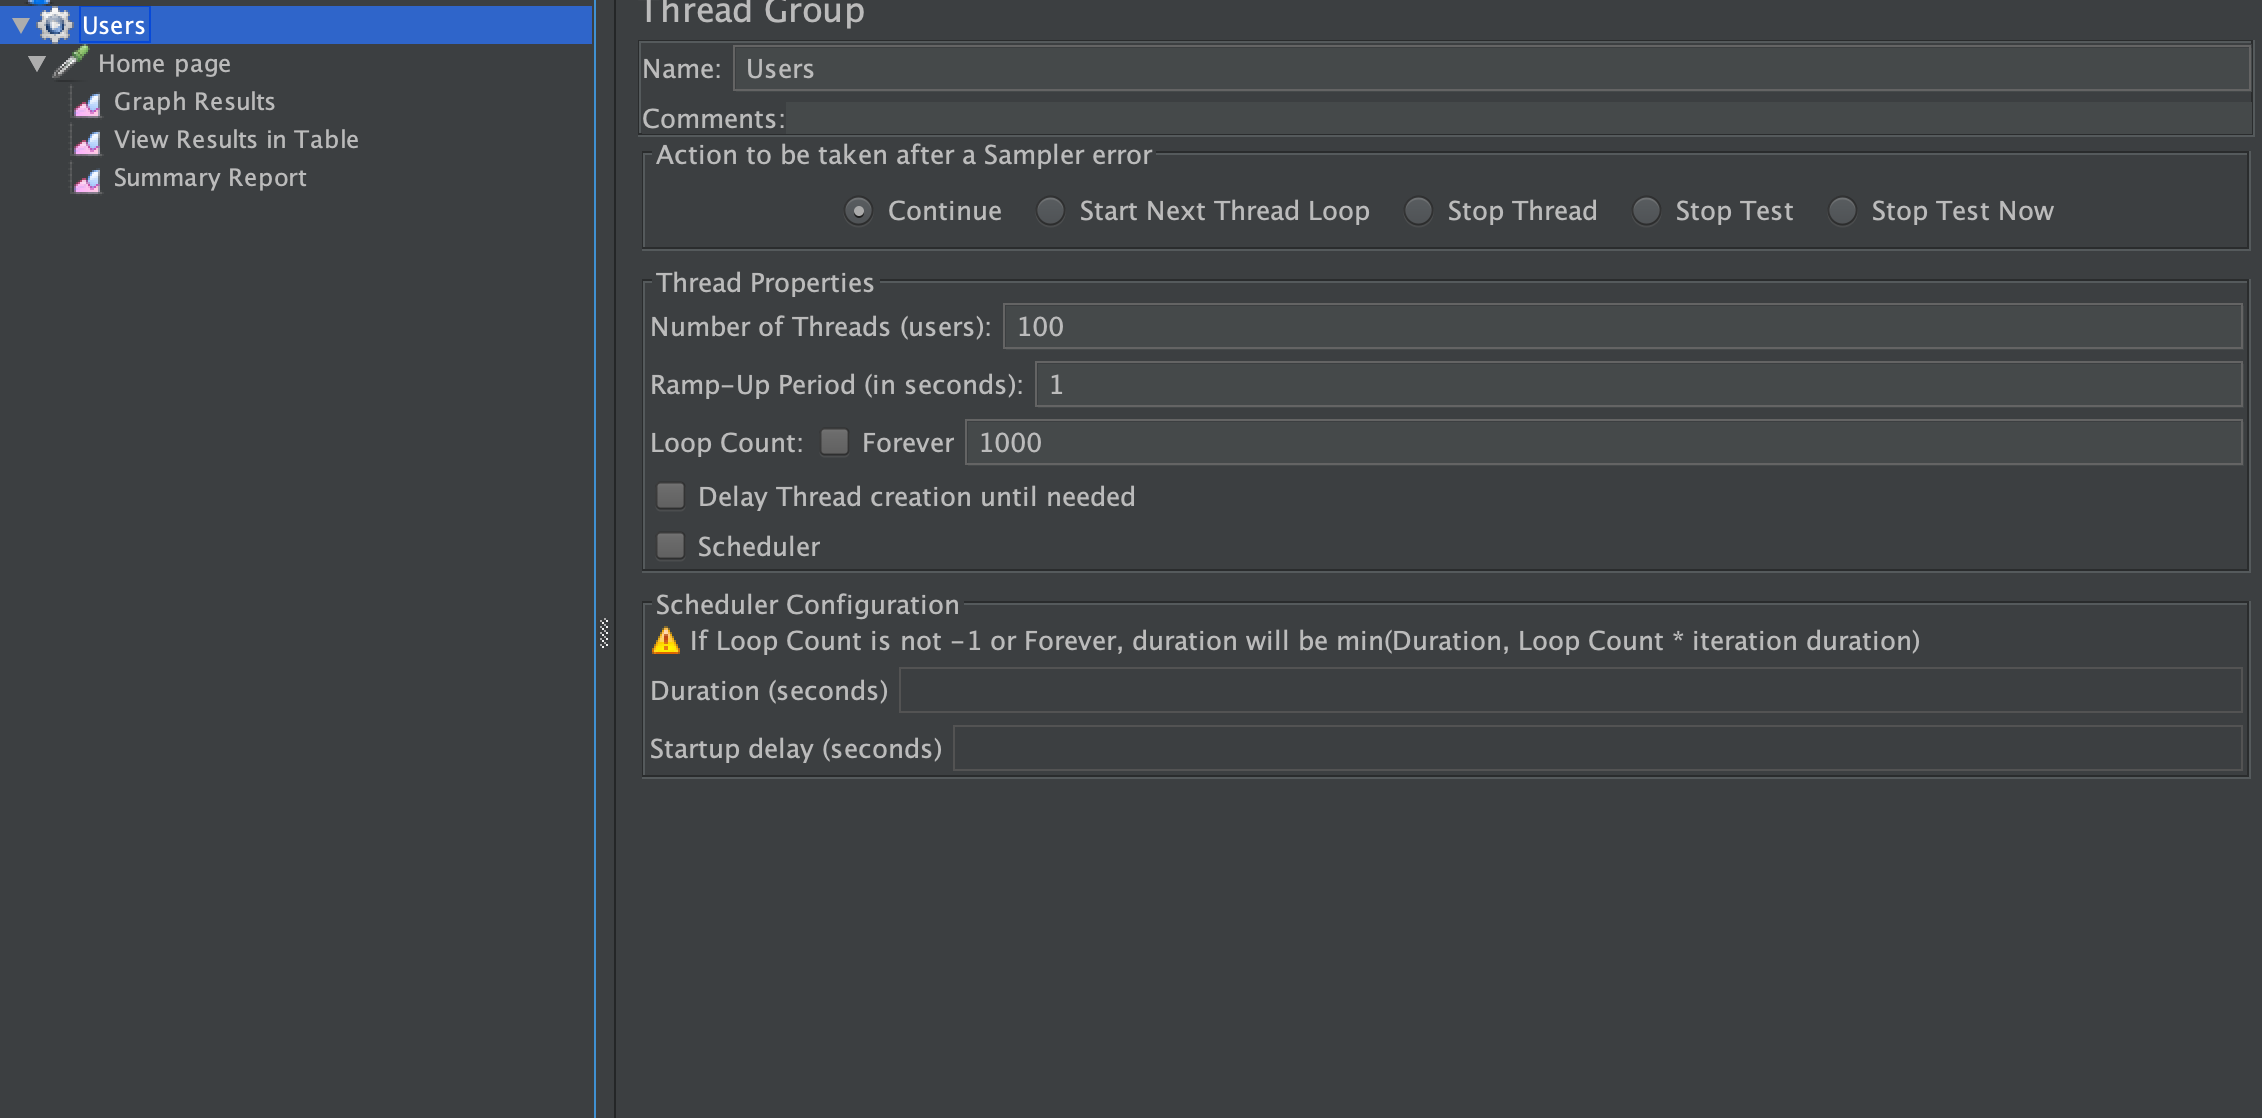 Users
Home page
Graph Results
View Results in Table
Summary Report
Thread Group
Name: Users
Comments:
Action to be taken after a Sampler error
Continue Start Next Thread Loop Stop Thread Stop Test Stop Test Now
Thread Properties
Number of Threads (users): 100
Ramp-Up Period (in seconds): 1
Loop Count: Forever 1000
Delay Thread creation until needed
Scheduler
Scheduler Configuration
If Loop Count is not -1 or Forever, duration will be min(Duration, Loop Count * iteration duration)
Duration (seconds)
Startup delay (seconds)